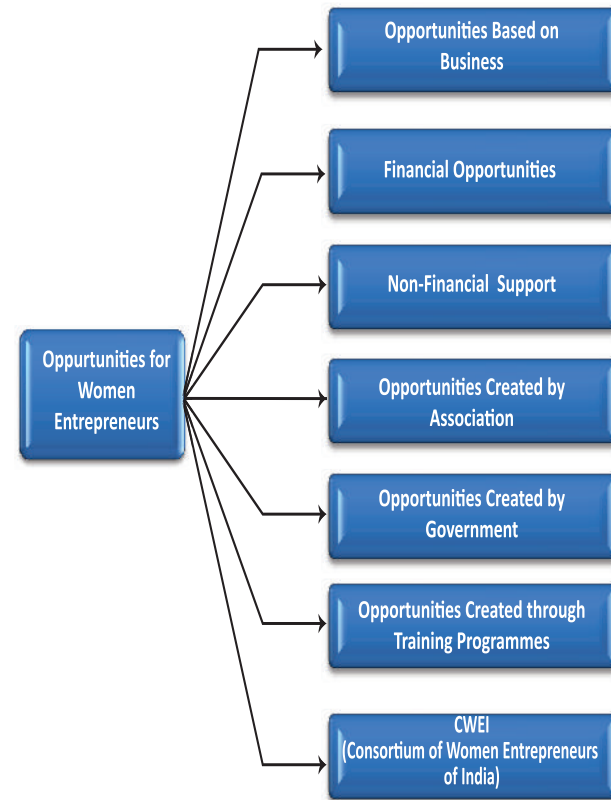 Opportunities Based on
Business
Financial Opportunities
Non-Financial Support
Oppurtunities for
Women
Entrepreneurs
Opportunities Created by
Association
Opportunities Created by
Government
Opportunities Created through
Training Programmes
CWEI
(Consortium of Women Entrepreneurs
of India)